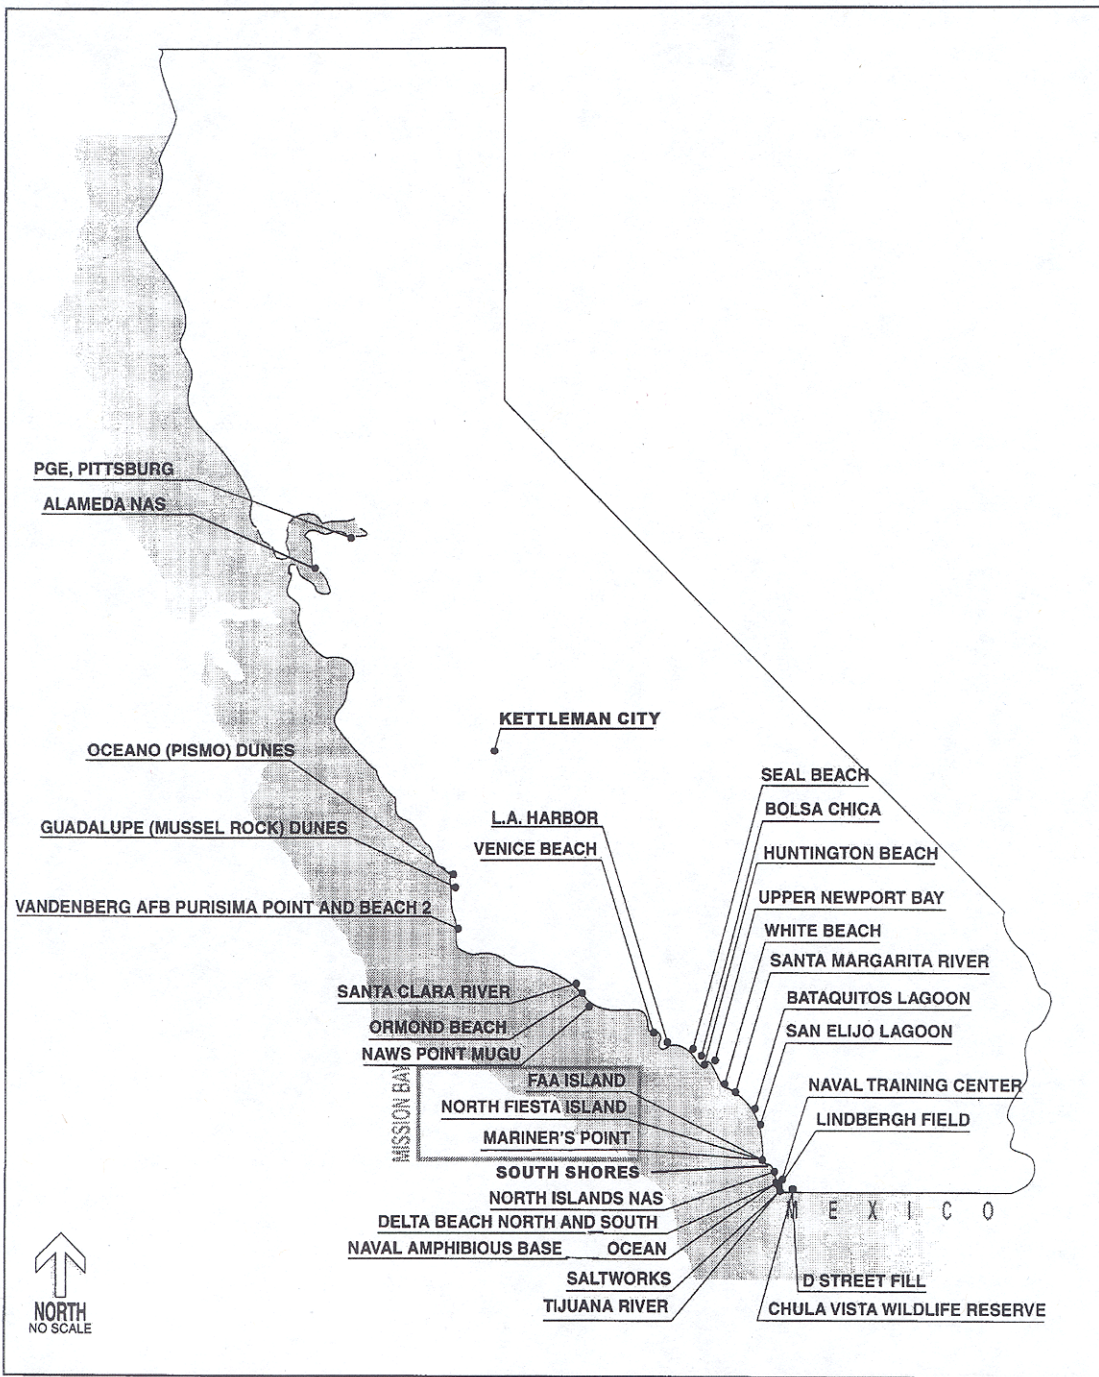 PGE, PITTSBURG
ALAMEDA NAS
KETTLEMAN CITY
OCEANO (PISMO) DUNES
GUADALUPE (MUSSEL ROCK) DUNES
VANDENBERG AFB PURISIMA POINT AND BEACH 2
L.A. HARBOR
VENICE BEACH
SEAL BEACH
BOLSA CHICA
HUNTINGTON BEACH
UPPER NEWPORT BAY
WHITE BEACH
SANTA MARGARITA RIVER
BATAQUITOS LAGOON
SAN ELIJO LAGOON
NAVAL TRAINING CENTER
LINDBERGH FIELD
SANTA CLARA RIVER
ORMOND BEACH
NAWS POINT MUGU
MISSION BAY
FAA ISLAND
NORTH FIESTA ISLAND
MARINER'S POINT
SOUTH SHORES
NORTH ISLANDS NAS
DELTA BEACH NORTH AND SOUTH
NAVAL AMPHIBIOUS BASE OCEAN
SALTWORKS
TIJUANA RIVER
MEXICO
D STREET FILL
CHULA VISTA WILDLIFE RESERVE
NORTH
NO SCALE